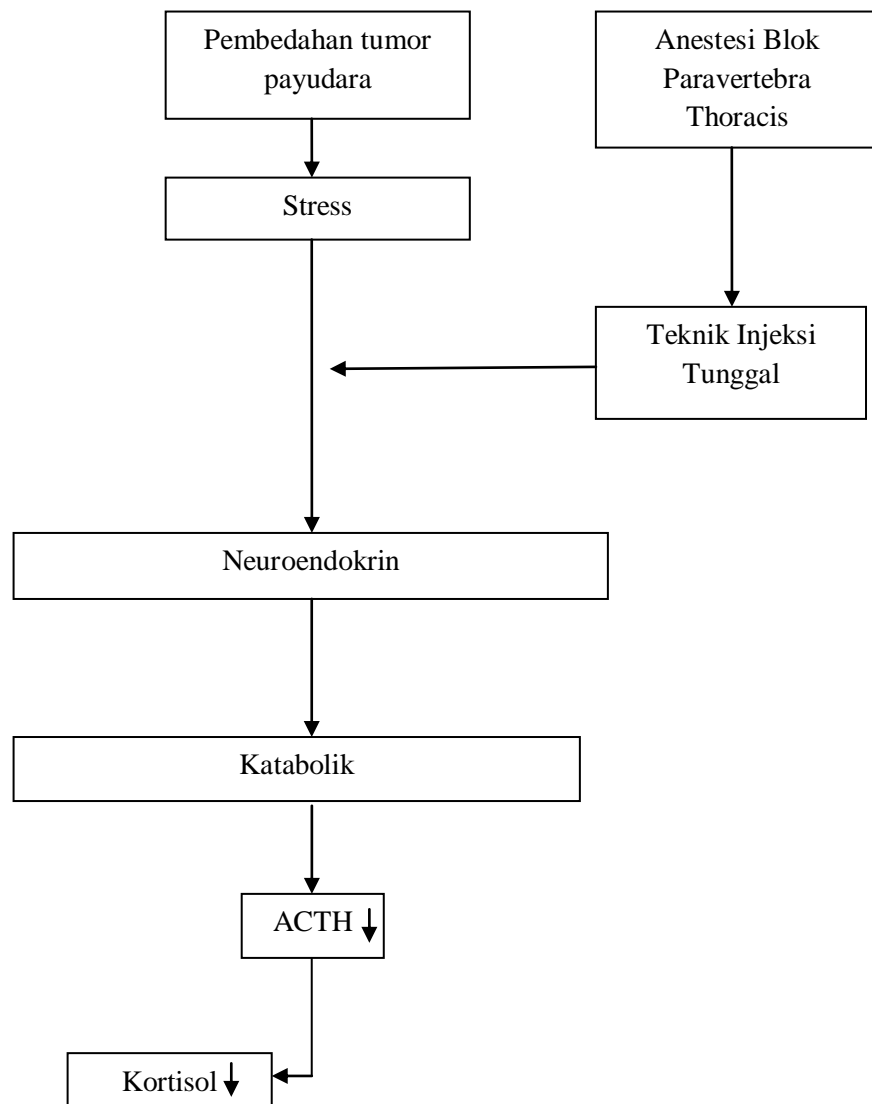 Pembedahan tumor
payudara
Anestesi Blok
Paravertebra
Thoracis
Stress
Teknik Injeksi
Tunggal
Neuroendokrin
Katabolik
ACTH
Kortisol